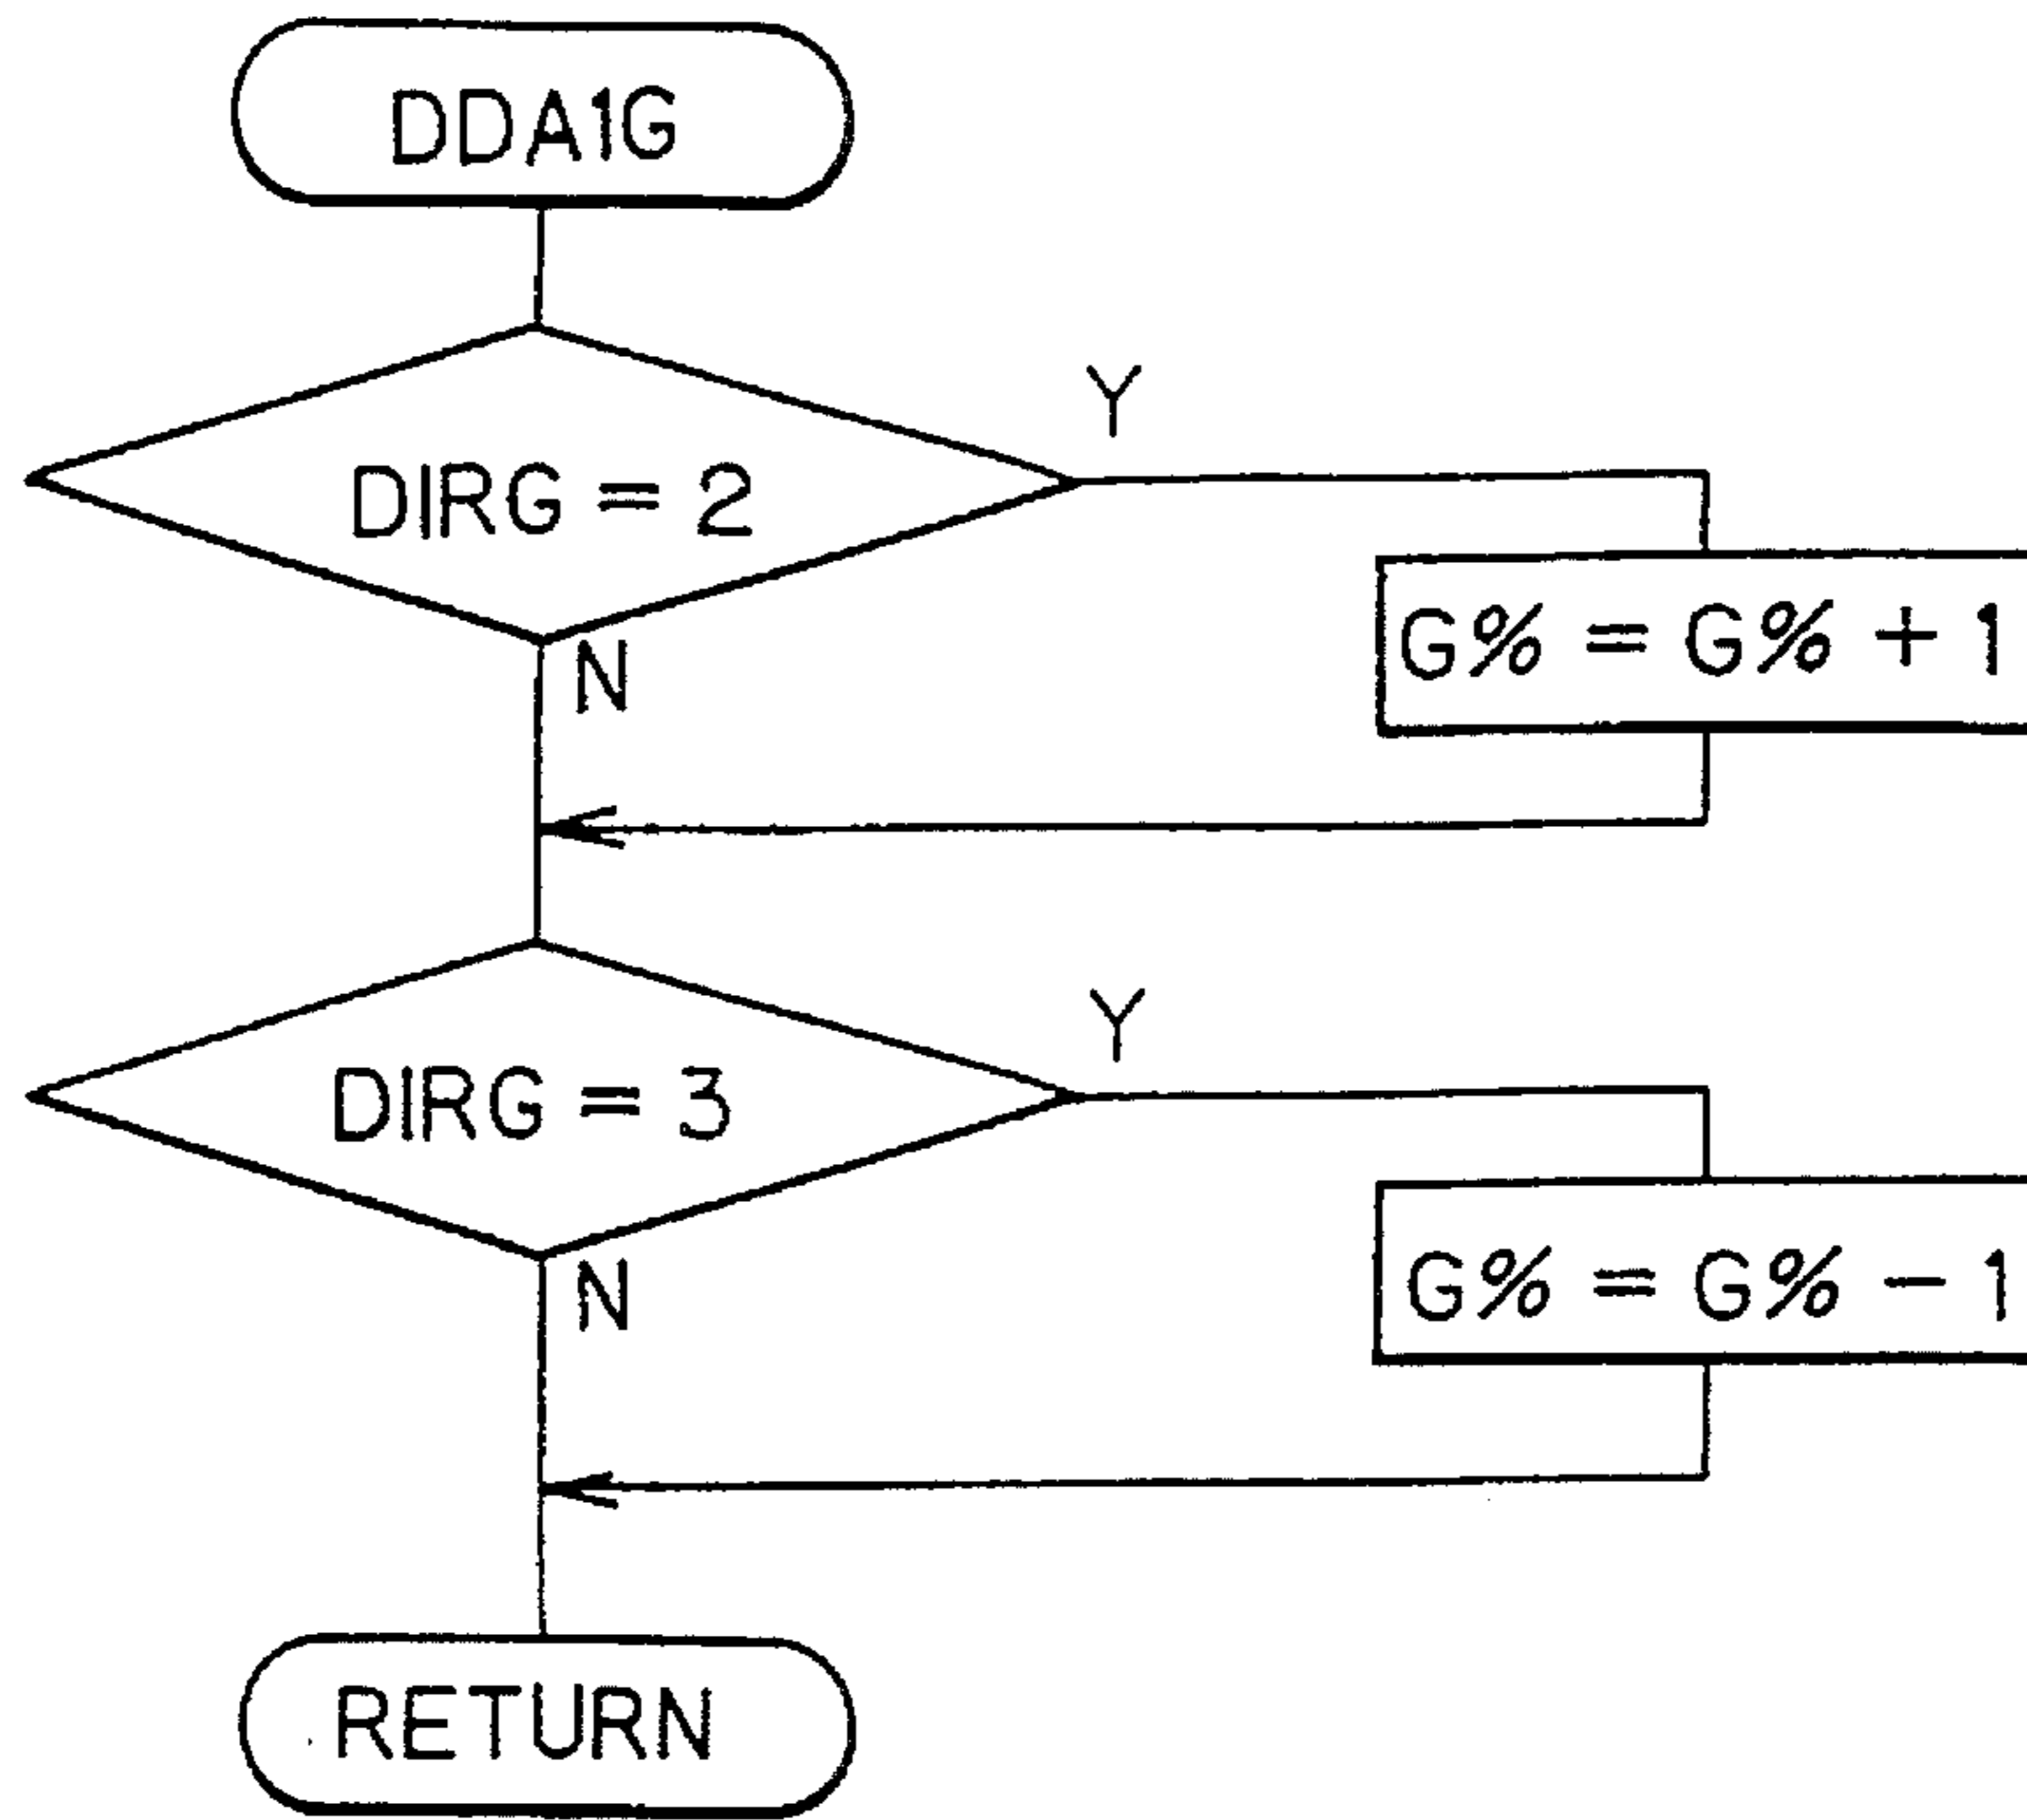 DDA1G
Y
DIRG = 2
G% = G% + 1
N
Y
DIRG = 3
G% = G% - 1
N
RETURN